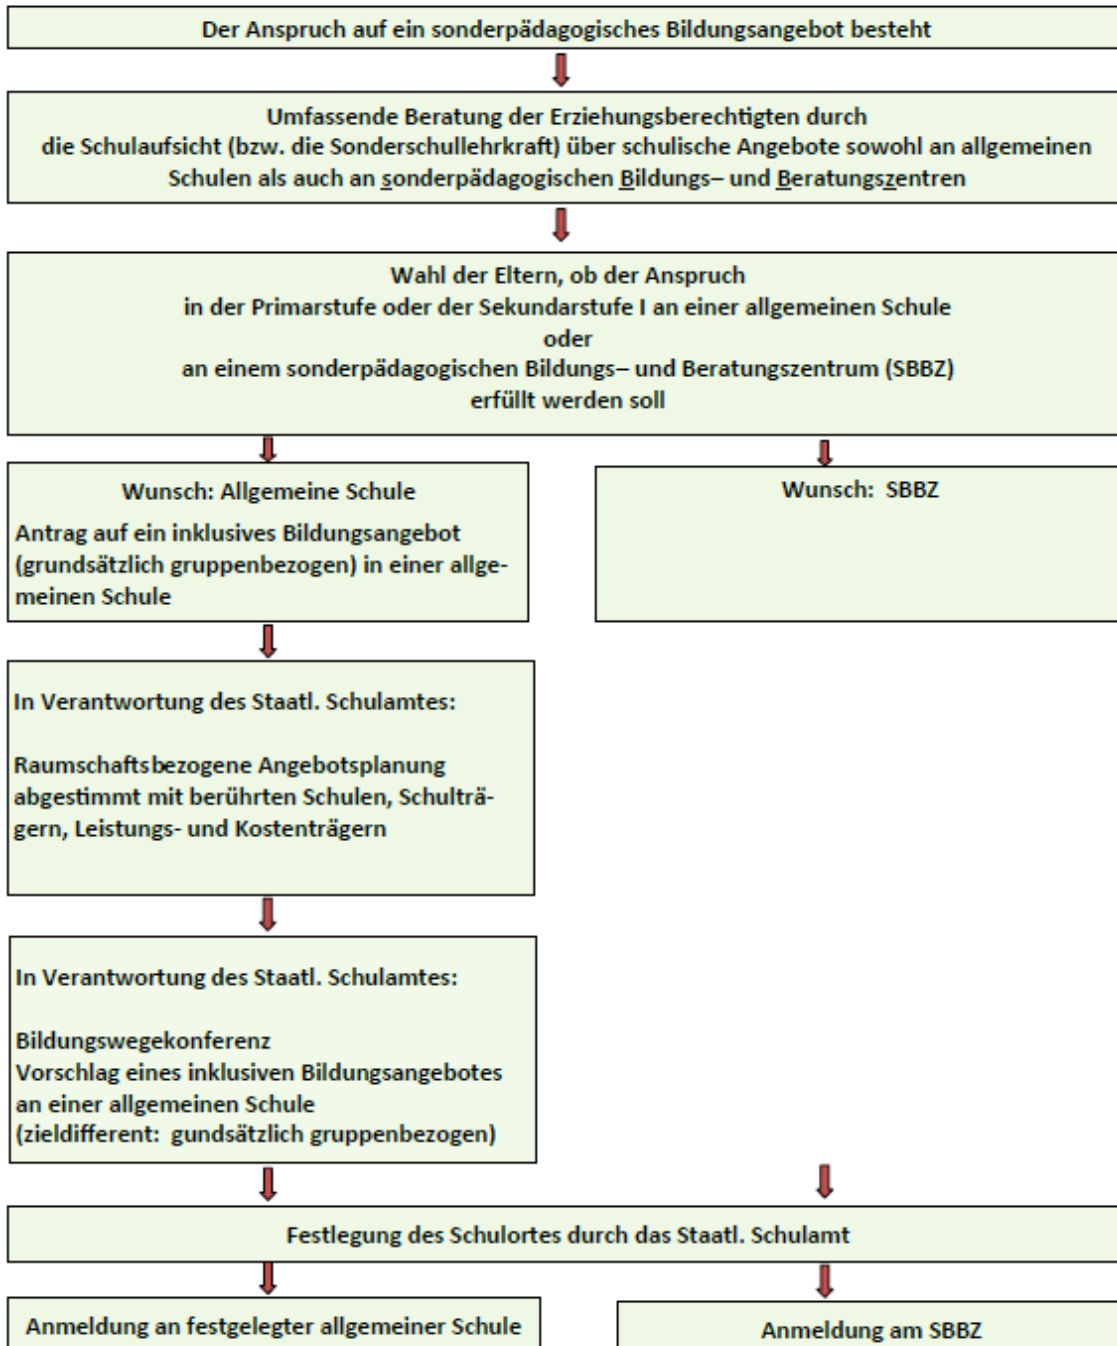 Der Anspruch auf ein sonderpädagogisches Bildungsangebot besteht
Umfassende Beratung der Erziehungsberechtigten durch
die Schulaufsicht (bzw. die Sonderschullehrkraft) über schulische Angebote sowohl an allgemeinen
Schulen als auch an sonderpädagogischen Bildungs– und Beratungszentren
Wahl der Eltern, ob der Anspruch
in der Primarstufe oder der Sekundarstufe I an einer allgemeinen Schule
oder
an einem sonderpädagogischen Bildungs– und Beratungszentrum (SBBZ)
erfüllt werden soll
Wunsch: Allgemeine Schule
Antrag auf ein inklusives Bildungsangebot
(grundsätzlich gruppenbezogen) in einer allge-
meinen Schule
Wunsch: SBBZ
In Verantwortung des Staatl. Schulamtes:
Raumschaftsbezogene Angebotsplanung
abgestimmt mit berührten Schulen, Schulträ-
gern, Leistungs- und Kostenträgern
In Verantwortung des Staatl. Schulamtes:
Bildungswegekonferenz
Vorschlag eines inklusiven Bildungsangebotes
an einer allgemeinen Schule
(zieldifferent: gundsätzlich gruppenbezogen)
Festlegung des Schulortes durch das Staatl. Schulamt
Anmeldung an festgelegter allgemeiner Schule
Anmeldung am SBBZ